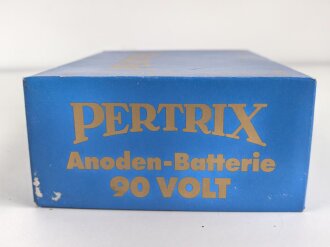 PERTRIX
Anoden-Batterie
90 VOLT